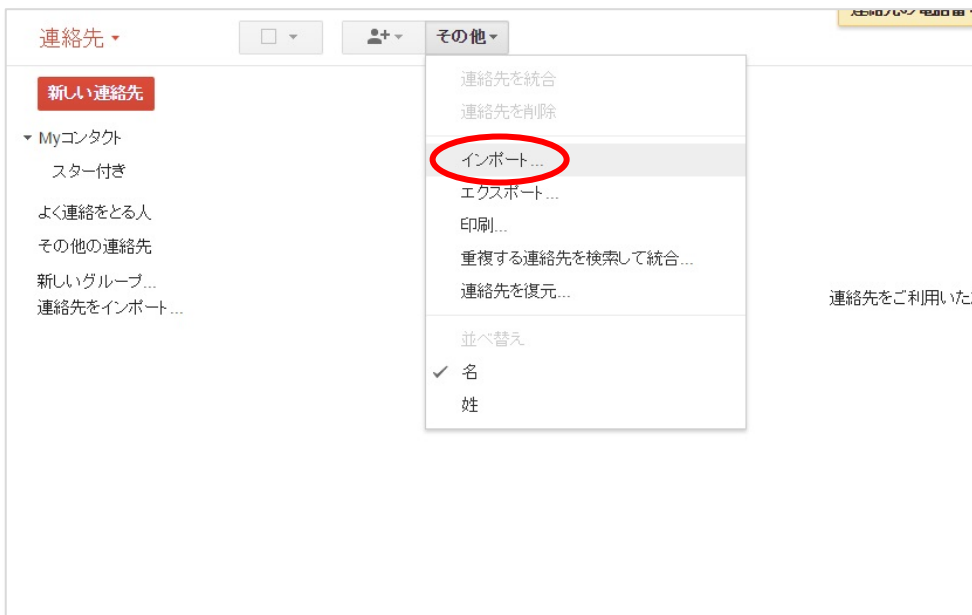 連絡先
その他
新しい連絡先
Myコンタクト
スター付き
よく連絡をとる人
その他の連絡先
新しいグループ...
連絡先をインポート...
連絡先を統合
連絡先を削除
インポート...
エクスポート...
印刷...
重複する連絡先を検索して統合...
連絡先を復元...
並べ替え
名
姓
連絡先をご利用いた